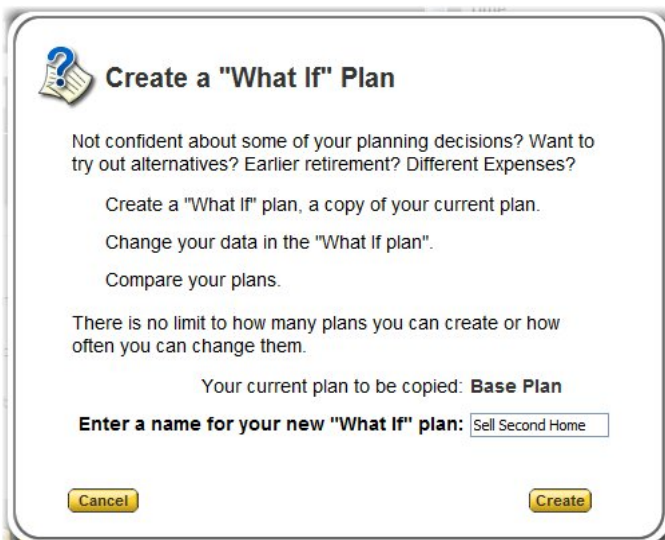 Create a "What If" Plan
Not confident about some of your planning decisions? Want to
try out alternatives? Earlier retirement? Different Expenses?
Create a "What If" plan, a copy of your current plan.
Change your data in the "What If plan".
Compare your plans.
There is no limit to how many plans you can create or how
often you can change them.
Your current plan to be copied: Base Plan
Enter a name for your new "What If" plan: Sell Second Home
Cancel Create